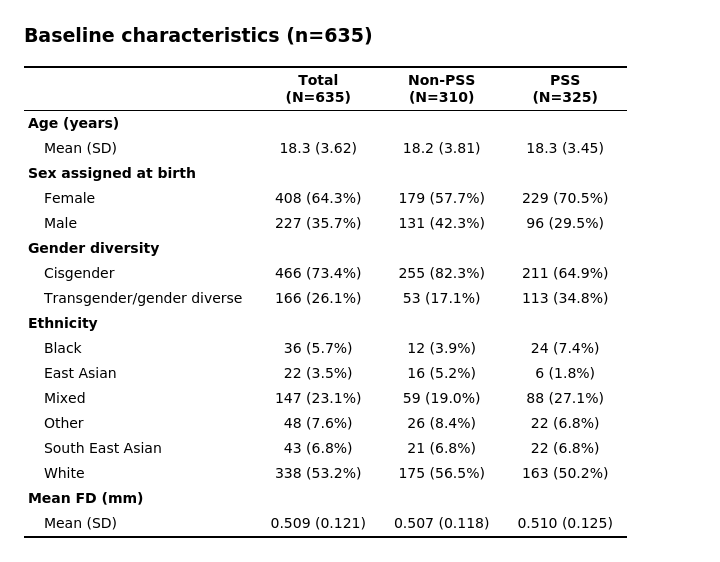 Baseline characteristics (n=635)
Total Non-PSS PSS
(N=635) (N=310) (N=325)
Age (years)
Mean (SD) 18.3 (3.62) 18.2 (3.81) 18.3 (3.45)
Sex assigned at birth
Female 408 (64.3%) 179 (57.7%) 229 (70.5%)
Male 227 (35.7%) 131 (42.3%) 96 (29.5%)
Gender diversity
Cisgender 466 (73.4%) 255 (82.3%) 211 (64.9%)
Transgender/gender diverse 166 (26.1%) 53 (17.1%) 113 (34.8%)
Ethnicity
Black 36 (5.7%) 12 (3.9%) 24 (7.4%)
East Asian 22 (3.5%) 16 (5.2%) 6 (1.8%)
Mixed 147 (23.1%) 59 (19.0%) 88 (27.1%)
Other 48 (7.6%) 26 (8.4%) 22 (6.8%)
South East Asian 43 (6.8%) 21 (6.8%) 22 (6.8%)
White 338 (53.2%) 175 (56.5%) 163 (50.2%)
Mean FD (mm)
Mean (SD) 0.509 (0.121) 0.507 (0.118) 0.510 (0.125)